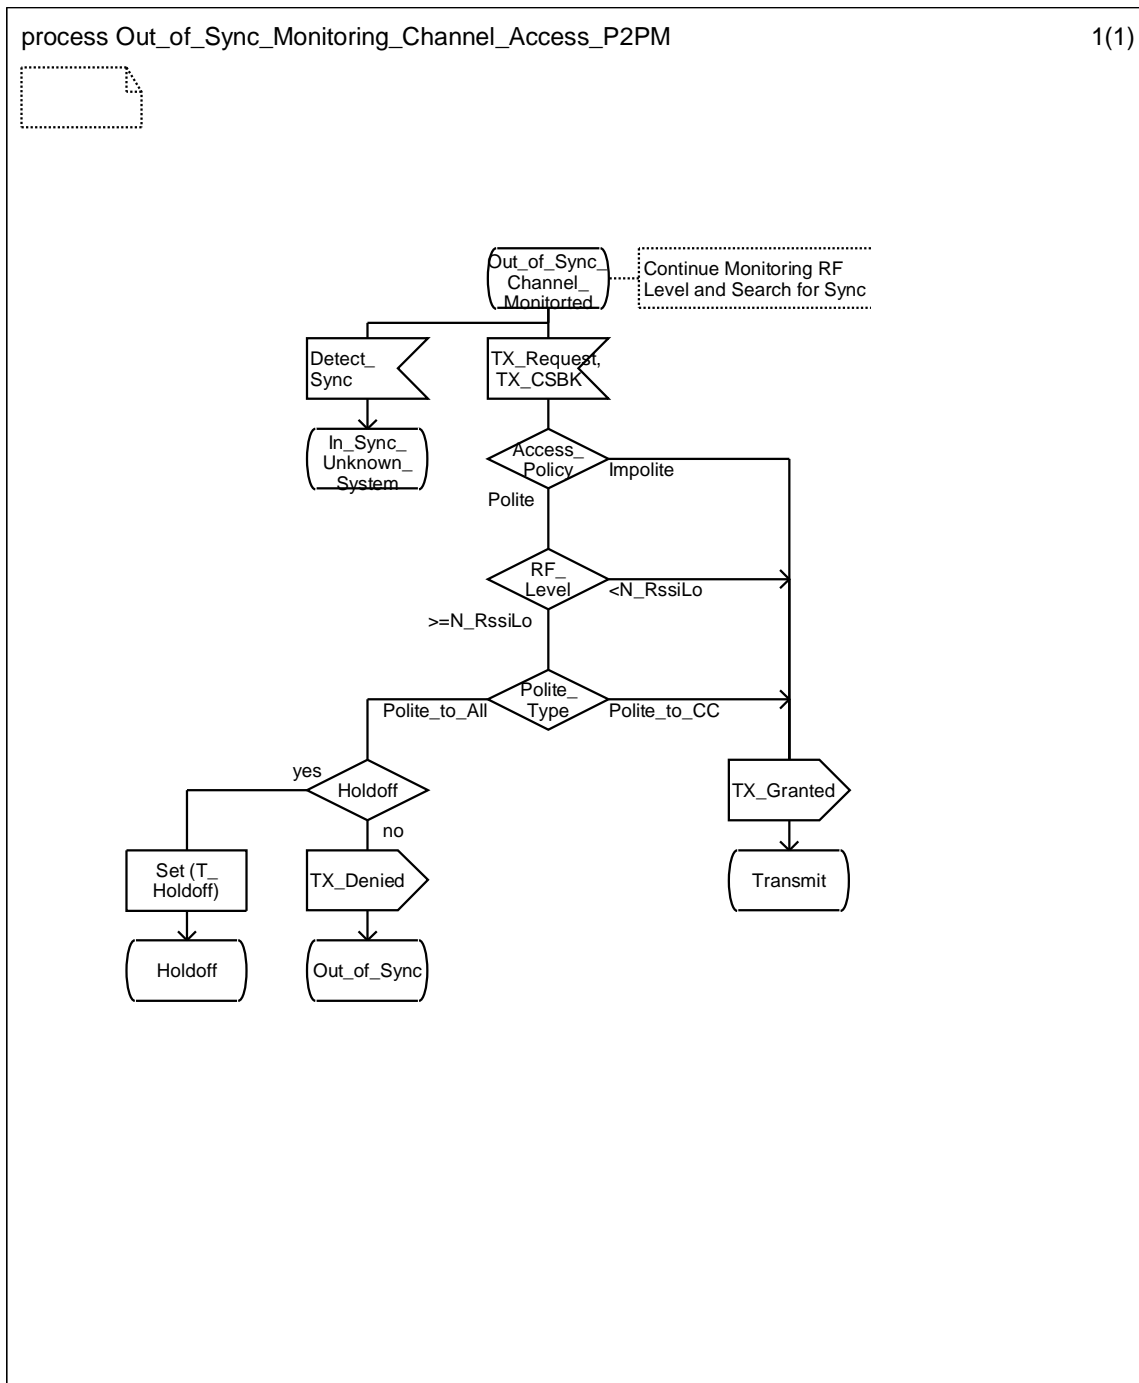 process Out_of_Sync_Monitoring_Channel_Access_P2PM
1(1)
Out_of_Sync_
Channel_
Monitorted
Continue Monitoring RF
Level and Search for Sync
Detect_
Sync
TX_Request,
TX_CSBK
In_Sync_
Unknown_
System
Access_
Policy
Impolite
Polite
RF_
Level
<N_RssiLo
>=N_RssiLo
Polite_
Type
Polite_to_All
Polite_to_CC
yes
Holdoff
no
TX_Granted
Set (T_
Holdoff)
TX_Denied
Transmit
Holdoff
Out_of_Sync